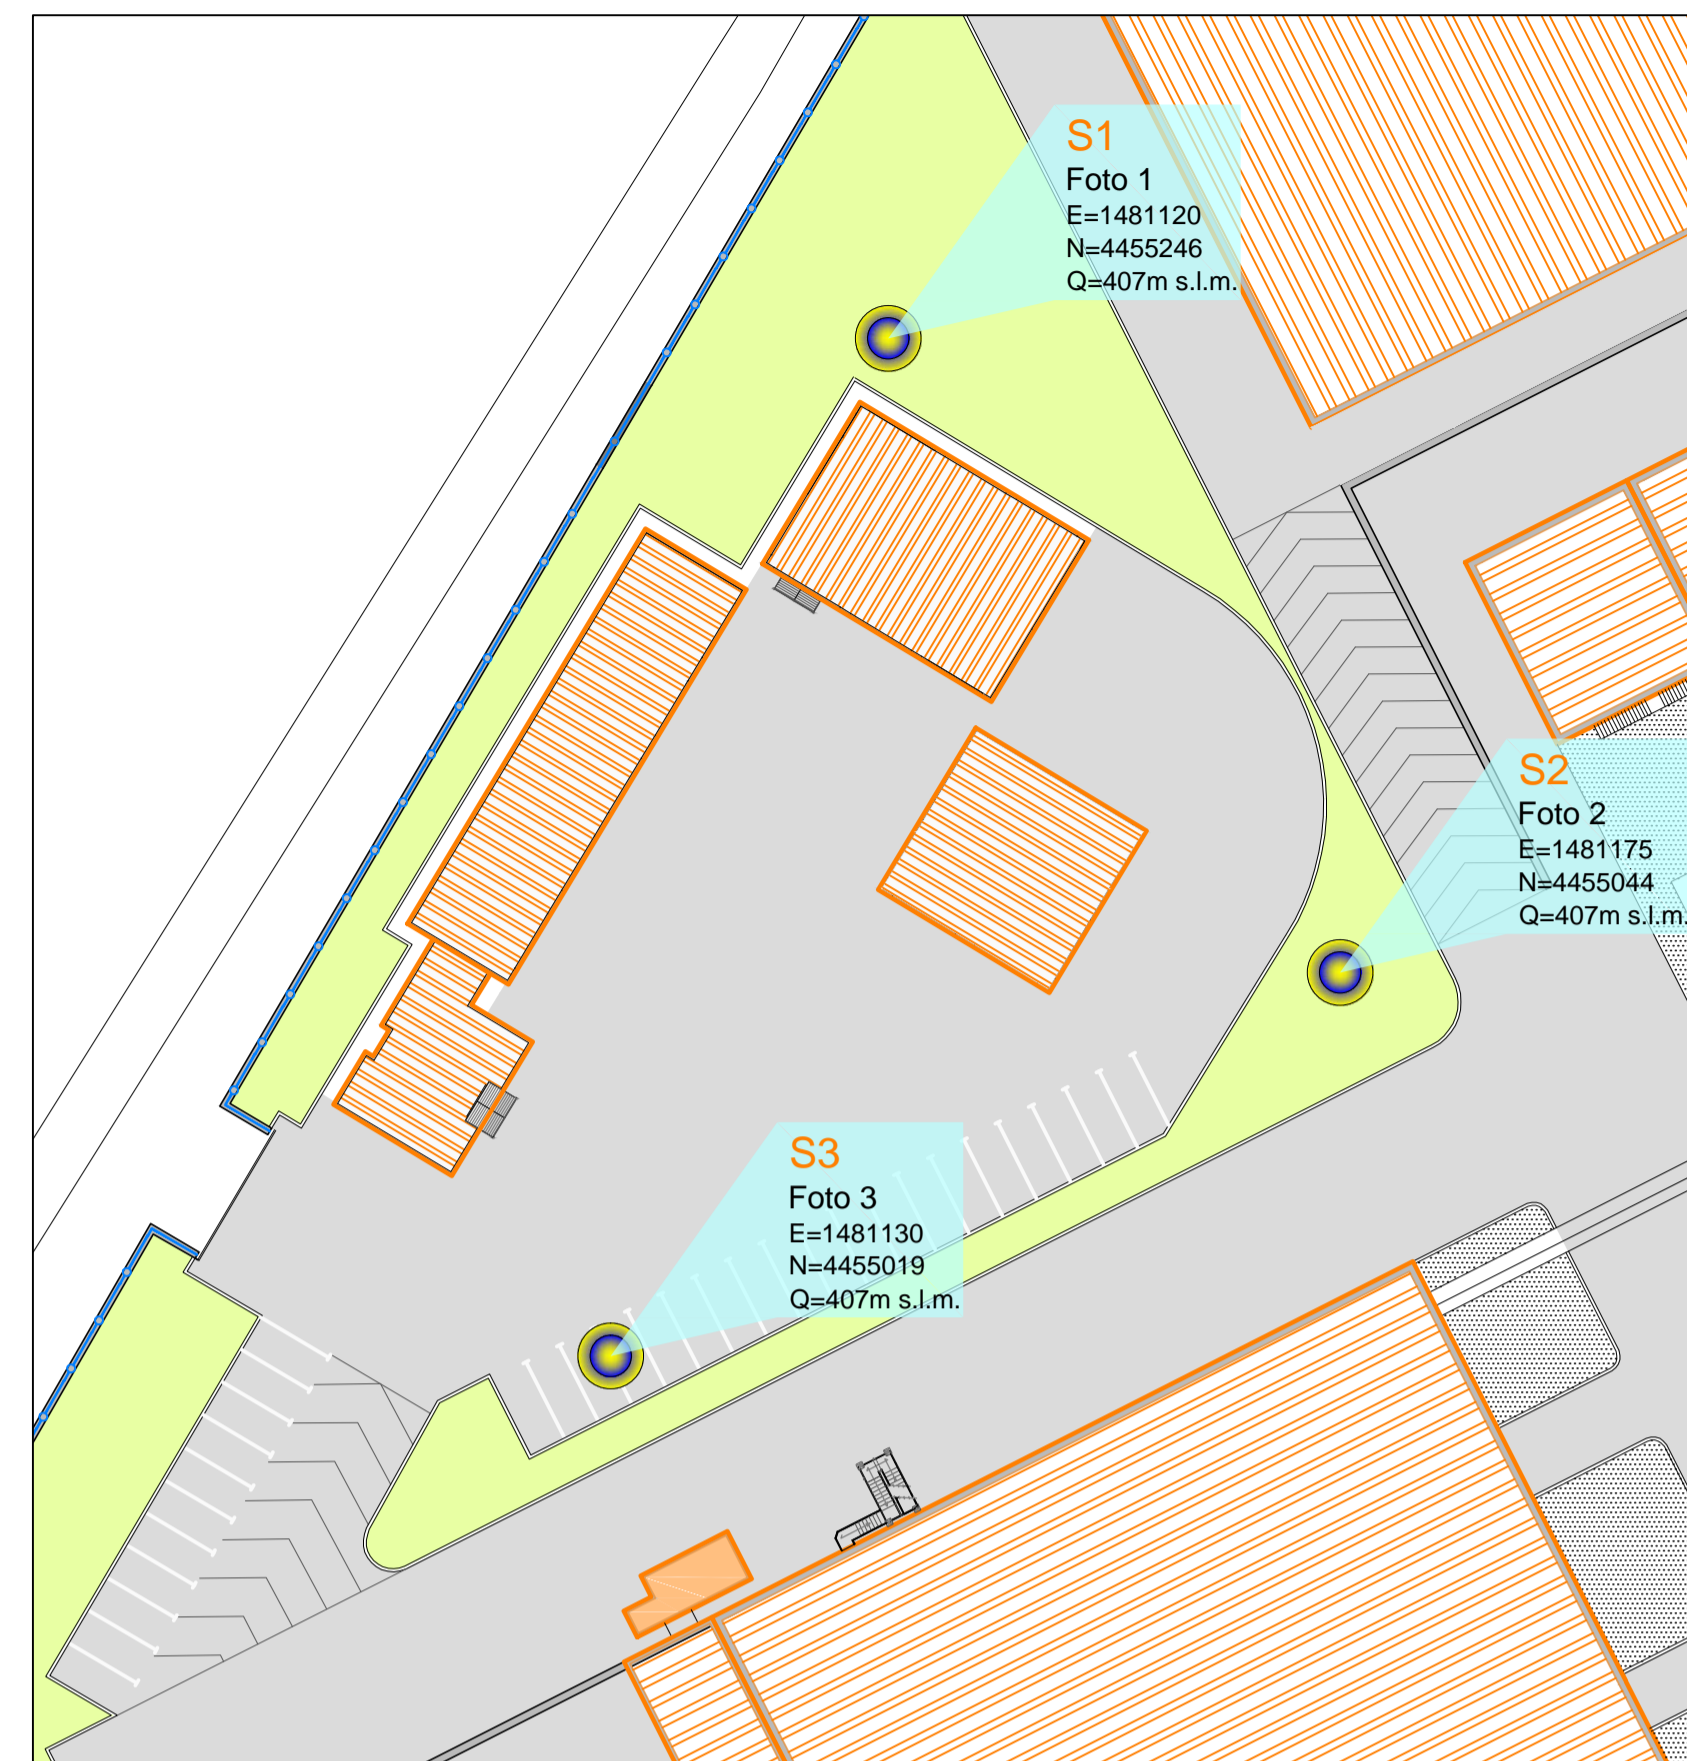 S1
Foto 1
E=1481120
N=4455246
Q=407m s.l.m.
S2
Foto 2
E=1481175
N=4455044
Q=407m s.l.m.
S3
Foto 3
E=1481130
N=4455019
Q=407m s.l.m.